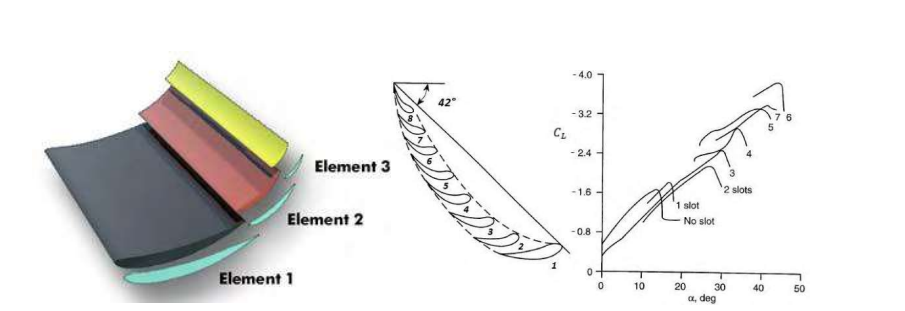 Element 3
Element 2
Element 1
42°
8
7
6
5
4
3
2
1
- 4.0
- 3.2
- 2.4
- 1.6
- 0.8
0
C_L
7 6
5
4
3
2 slots
1 slot
No slot
0 10 20 30 40 50
α, deg